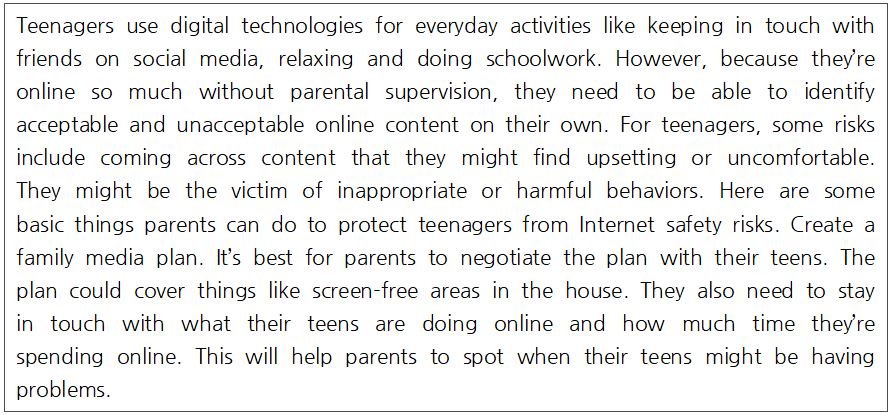 Teenagers use digital technologies for everyday activities like keeping in touch with
friends on social media, relaxing and doing schoolwork. However, because they’re
online so much without parental supervision, they need to be able to identify
acceptable and unacceptable online content on their own. For teenagers, some risks
include coming across content that they might find upsetting or uncomfortable.
They might be the victim of inappropriate or harmful behaviors. Here are some
basic things parents can do to protect teenagers from Internet safety risks. Create a
family media plan. It’s best for parents to negotiate the plan with their teens. The
plan could cover things like screen-free areas in the house. They also need to stay
in touch with what their teens are doing online and how much time they’re
spending online. This will help parents to spot when their teens might be having
problems.